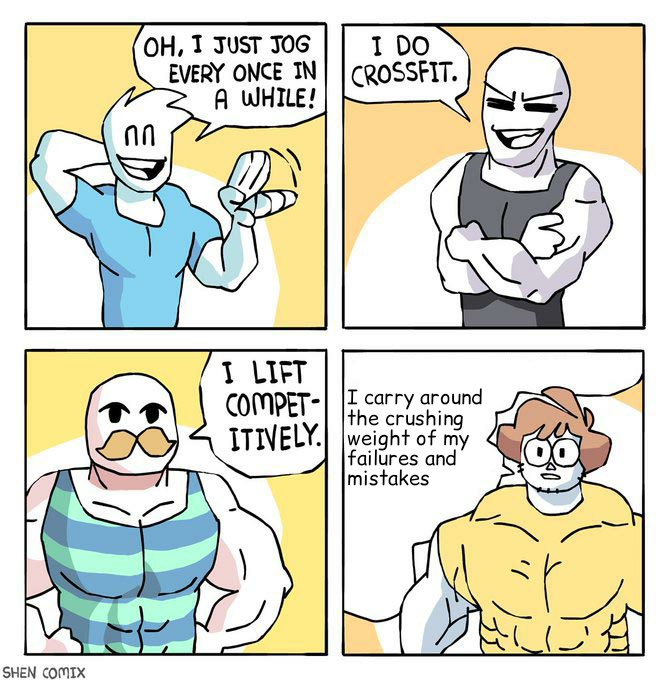 OH, I JUST JOG
EVERY ONCE IN
A WHILE!
I DO
CROSSFIT.
I LIFT
COMPET-
ITIVELY.
I carry around
the crushing
weight of my
failures and
mistakes
SHEN COMIX